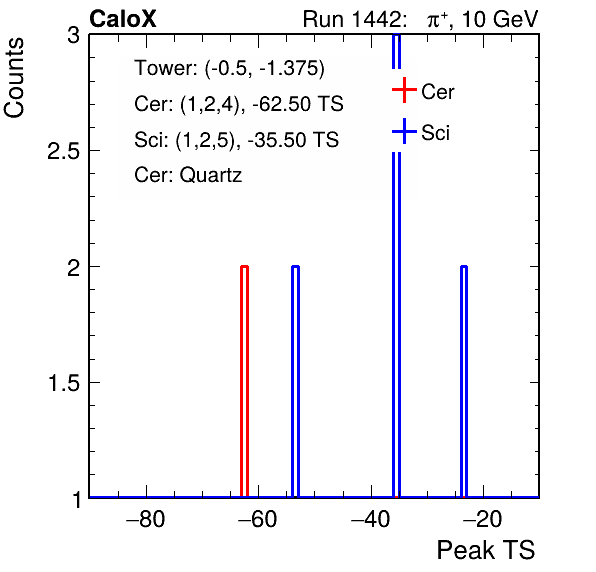 CaloX Run 1442: π⁺, 10 GeV
Counts
3
2.5
2
1.5
1
Tower: (-0.5, -1.375)
Cer: (1,2,4), -62.50 TS
Sci: (1,2,5), -35.50 TS
Cer: Quartz
Cer
Sci
−80 −60 −40 −20
Peak TS